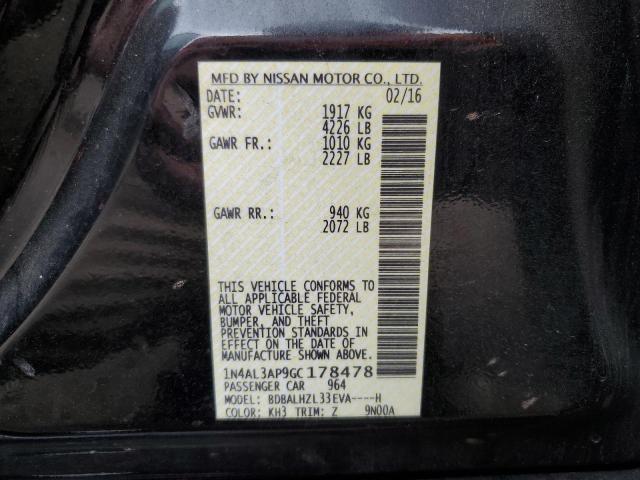 MFD BY NISSAN MOTOR CO., LTD.
DATE: 02/16
GVWR: 1917 KG
4226 LB
GAWR FR.: 1010 KG
2227 LB
GAWR RR.: 940 KG
2072 LB
THIS VEHICLE CONFORMS TO
ALL APPLICABLE FEDERAL
MOTOR VEHICLE SAFETY,
BUMPER, AND THEFT
PREVENTION STANDARDS IN
EFFECT ON THE DATE OF
MANUFACTURE SHOWN ABOVE.
1N4AL3AP9GC178478
PASSENGER CAR 964
MODEL: BDBALHZL33EVA----H
COLOR: KH3 TRIM: Z 9N00A